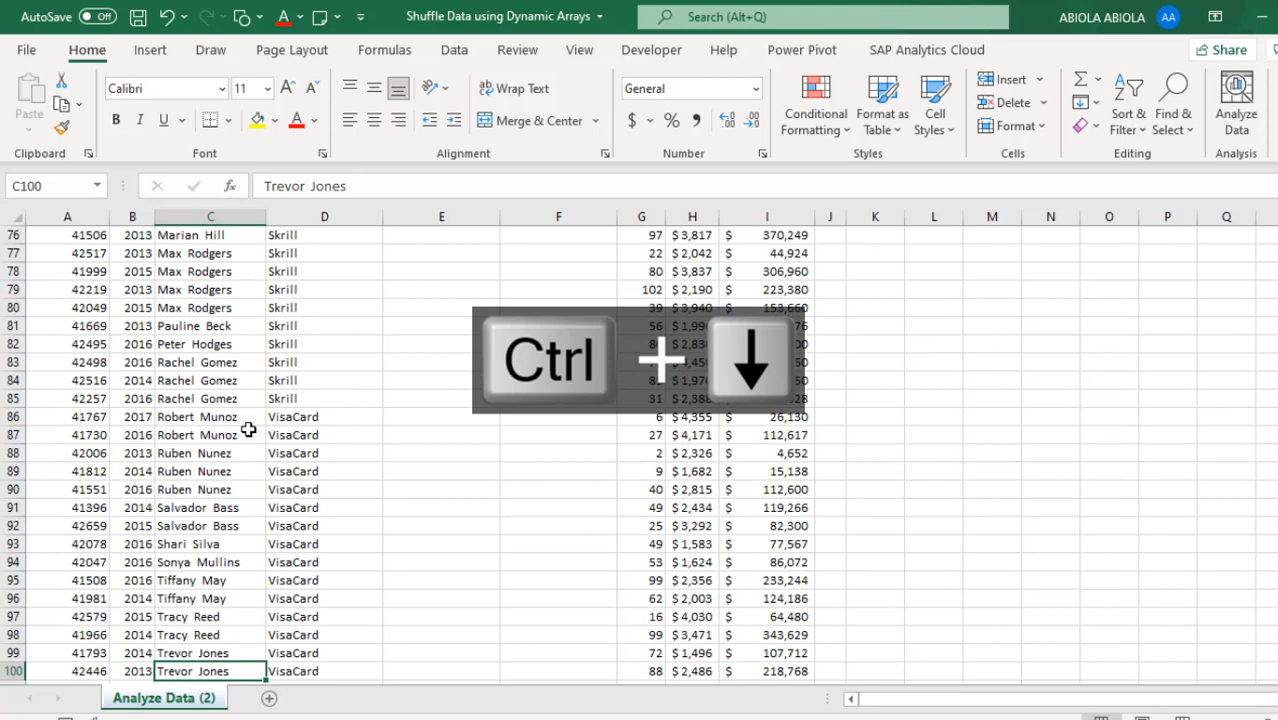 AutoSave Off Shuffle Data using Dynamic Arrays Search (Alt+Q) ABIOLA ABIOLA AA
File Home Insert Draw Page Layout Formulas Data Review View Developer Help Power Pivot SAP Analytics Cloud Share
Calibri 11 Wrap Text General Insert
Paste Merge & Center Conditional Formatting Format as Table Cell Styles Delete Format Sort & Filter Find & Select Analyze Data
Clipboard Font Alignment Number Styles Cells Editing Analysis
C100 fx Trevor Jones
A B C D E F G H I J K L M N O P Q
76 41506 2013 Marian Hill Skrill 97 $ 3,817 $ 370,249
77 42517 2013 Max Rodgers Skrill 22 $ 2,042 $ 44,924
78 41999 2015 Max Rodgers Skrill 80 $ 3,837 $ 306,960
79 42219 2013 Max Rodgers Skrill 102 $ 2,190 $ 223,380
80 42049 2015 Max Rodgers Skrill 39 $ 3,940 $ 153,660
81 41669 2013 Pauline Beck Skrill 56
82 42495 2016 Peter Hodges Skrill
83 42498 2016 Rachel Gomez Skrill
84 42516 2014 Rachel Gomez Skrill
85 42257 2016 Rachel Gomez Skrill 31
Ctrl + ↓
86 41767 2017 Robert Munoz VisaCard 6 $ 4,355 $ 26,130
87 41730 2016 Robert Munoz VisaCard 27 $ 4,171 $ 112,617
88 42006 2013 Ruben Nunez VisaCard 2 $ 2,326 $ 4,652
89 41812 2014 Ruben Nunez VisaCard 9 $ 1,682 $ 15,138
90 41551 2016 Ruben Nunez VisaCard 40 $ 2,815 $ 112,600
91 41396 2014 Salvador Bass VisaCard 49 $ 2,434 $ 119,266
92 42659 2015 Salvador Bass VisaCard 25 $ 3,292 $ 82,300
93 42078 2016 Shari Silva VisaCard 49 $ 1,583 $ 77,567
94 42047 2016 Sonya Mullins VisaCard 53 $ 1,624 $ 86,072
95 41508 2016 Tiffany May VisaCard 99 $ 2,356 $ 233,244
96 41981 2014 Tiffany May VisaCard 62 $ 2,003 $ 124,186
97 42579 2015 Tracy Reed VisaCard 16 $ 4,030 $ 64,480
98 41966 2014 Tracy Reed VisaCard 99 $ 3,471 $ 343,629
99 41793 2014 Trevor Jones VisaCard 72 $ 1,496 $ 107,712
100 42446 2013 Trevor Jones VisaCard 88 $ 2,486 $ 218,768
Analyze Data (2)